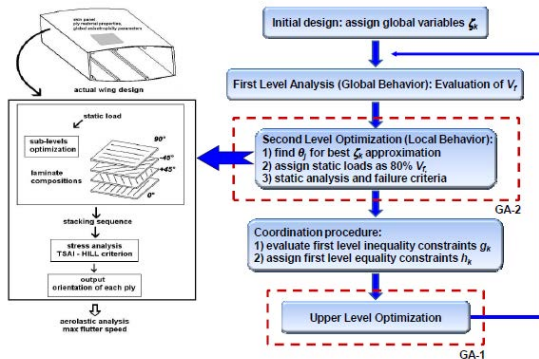 skin panel
ply material properties,
global anisotrophy parameters
actual wing design
static load
sub-levels
optimization
laminate compositions
90°
-45°
+45°
0°
stacking sequence
stress analysis
TSAI - HILL criterion
output
orientation of each ply
aerolastic analysis
max flutter speed
Initial design: assign global variables ζk
First Level Analysis (Global Behavior): Evaluation of Vf
Second Level Optimization (Local Behavior):
1) find θj for best ζk approximation
2) assign static loads as 80% Vf
3) static analysis and failure criteria
GA-2
Coordination procedure:
1) evaluate first level inequality constraints gk
2) assign first level equality constraints hk
Upper Level Optimization
GA-1